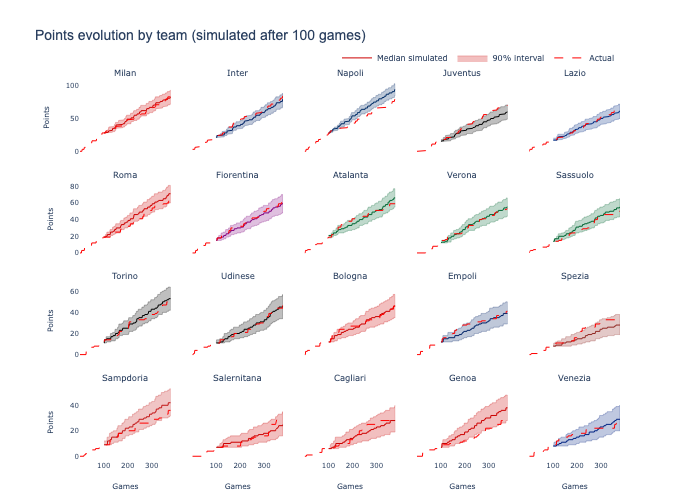 Points evolution by team (simulated after 100 games)
Median simulated 90% interval Actual
Milan Inter Napoli Juventus Lazio
100
50
0
Points
Roma Fiorentina Atalanta Verona Sassuolo
80
60
40
20
0
Points
Torino Udinese Bologna Empoli Spezia
60
40
20
0
Points
Sampdoria Salernitana Cagliari Genoa Venezia
40
20
0
Points
100 200 300 100 200 300 100 200 300 100 200 300 100 200 300
Games Games Games Games Games